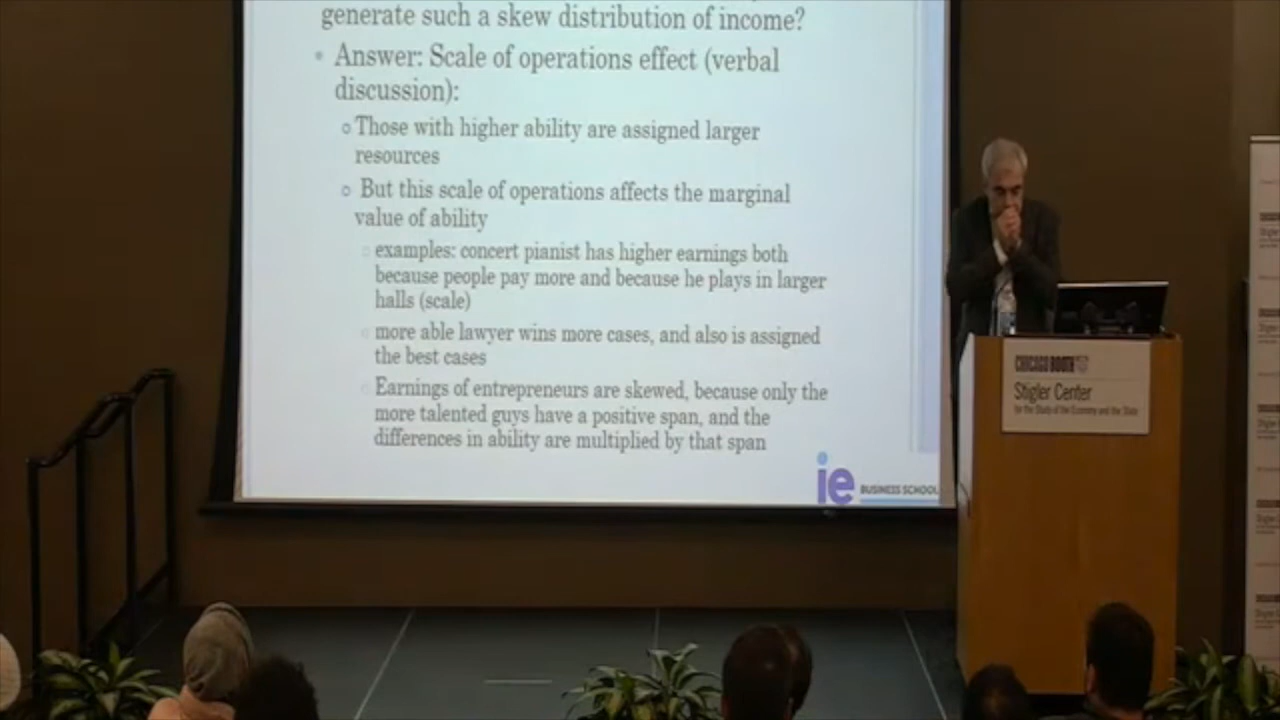 generate such a skew distribution of income?
• Answer: Scale of operations effect (verbal
discussion):
o Those with higher ability are assigned larger
resources
o But this scale of operations affects the marginal
value of ability
o examples: concert pianist has higher earnings both
because people pay more and because he plays in larger
halls (scale)
o more able lawyer wins more cases, and also is assigned
the best cases
o Earnings of entrepreneurs are skewed, because only the
more talented guys have a positive span, and the
differences in ability are multiplied by that span
ie BUSINESS SCHOOL
CHICAGO BOOTH
Stigler Center
for the Study of the Economy and the State